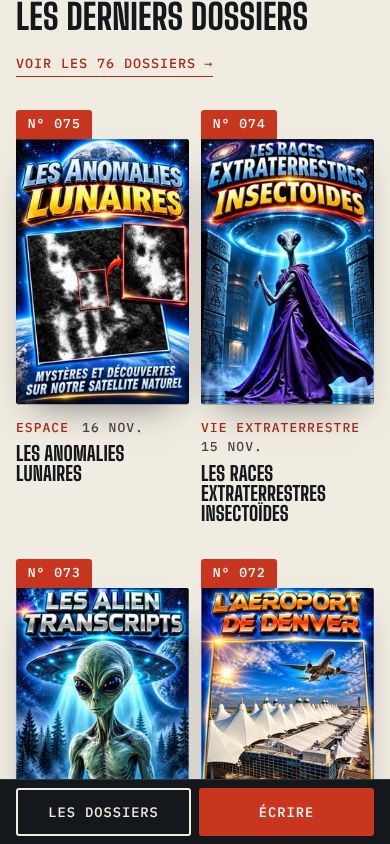 LES DERNIERS DOSSIERS
VOIR LES 76 DOSSIERS →
N° 075
LES ANOMALIES
LUNAIRES
MYSTÈRES ET DÉCOUVERTES
SUR NOTRE SATELLITE NATUREL
ESPACE 16 NOV.
LES ANOMALIES
LUNAIRES
N° 074
LES RACES
EXTRATERRESTRES
INSECTOIDES
VIE EXTRATERRESTRE
15 NOV.
LES RACES
EXTRATERRESTRES
INSECTOÏDES
N° 073
LES ALIEN
TRANSCRIPTS
N° 072
L'AEROPORT
DE DENVER
LES DOSSIERS
ÉCRIRE